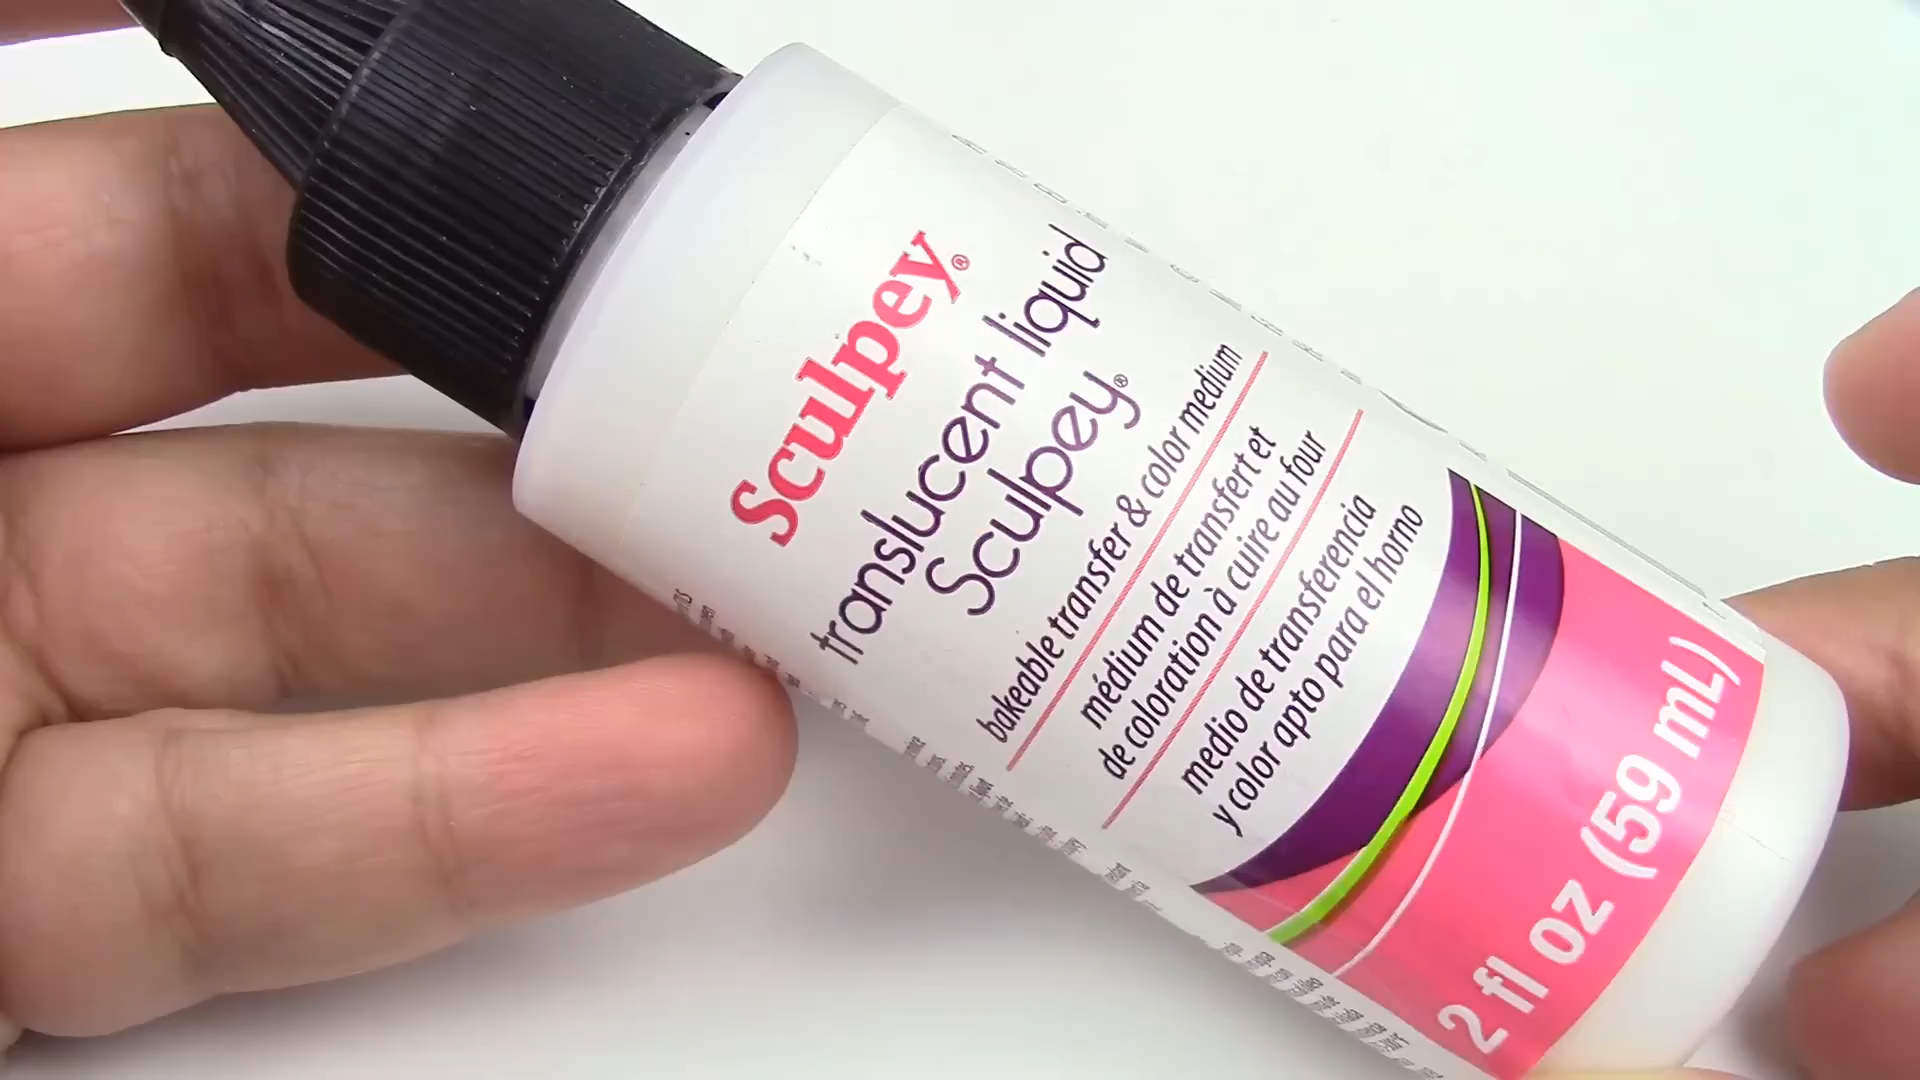 Sculpey®
translucent liquid
Sculpey®
bakeable transfer & color medium
médium de transfert et
de coloration à cuire au four
medio de transferencia
y color apto para el horno
2 fl oz (59 mL)